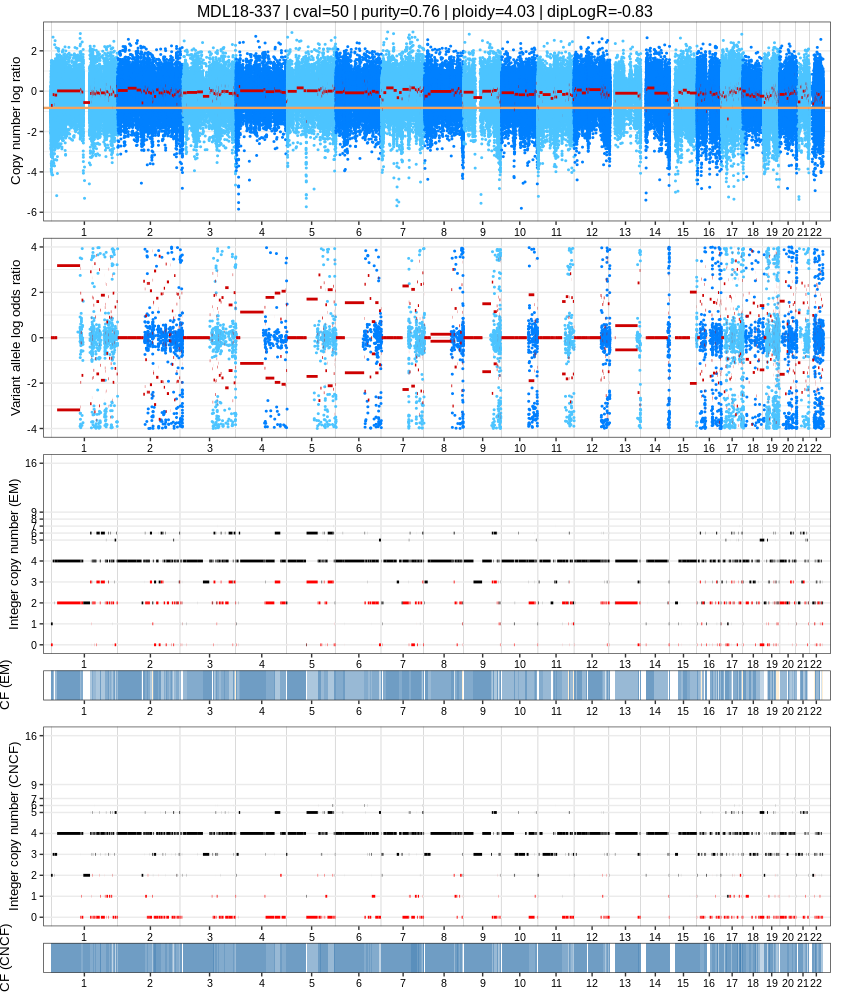 MDL18-337 | cval=50 | purity=0.76 | ploidy=4.03 | dipLogR=-0.83
Copy number log ratio
2
0
-2
-4
-6
1 2 3 4 5 6 7 8 9 10 11 12 13 14 15 16 17 18 19 20 21 22
Variant allele log odds ratio
4
2
0
-2
-4
1 2 3 4 5 6 7 8 9 10 11 12 13 14 15 16 17 18 19 20 21 22
Integer copy number (EM)
16
9
8
7
6
5
4
3
2
1
0
1 2 3 4 5 6 7 8 9 10 11 12 13 14 15 16 17 18 19 20 21 22
CF (EM)
1 2 3 4 5 6 7 8 9 10 11 12 13 14 15 16 17 18 19 20 21 22
Integer copy number (CNCF)
16
9
7
6
5
4
3
2
1
0
1 2 3 4 5 6 7 8 9 10 11 12 13 14 15 16 17 18 19 20 21 22
CF (CNCF)
1 2 3 4 5 6 7 8 9 10 11 12 13 14 15 16 17 18 19 20 21 22